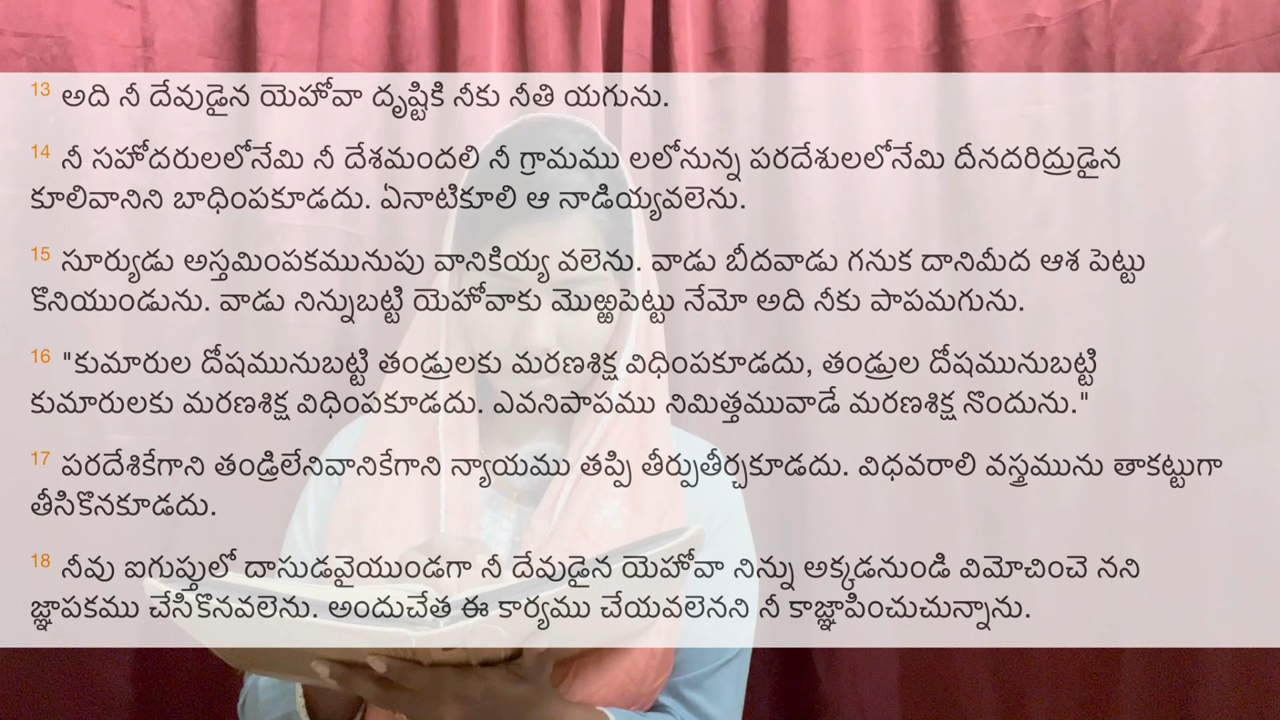 13 అది నీ దేవుడైన యెహోవా దృష్టికి నీకు నీతి యగును.
14 నీ సహోదరులలోనేమి నీ దేశమందలి నీ గ్రామము లలోనున్న పరదేశులలోనేమి దీనదరిద్రుడైన
కూలివానిని బాధింపకూడదు. ఏనాటికూలి ఆ నాడియ్యవలెను.
15 సూర్యుడు అస్తమింపకమునుపు వానికియ్య వలెను. వాడు బీదవాడు గనుక దానిమీద ఆశ పెట్టు
కొనియుండును. వాడు నిన్నుబట్టి యెహోవాకు మొఱ్ఱపెట్టు నేమో అది నీకు పాపమగును.
16 "కుమారుల దోషమునుబట్టి తండ్రులకు మరణశిక్ష విధింపకూడదు, తండ్రుల దోషమునుబట్టి
కుమారులకు మరణశిక్ష విధింపకూడదు. ఎవనిపాపము నిమిత్తమువాడే మరణశిక్ష నొందును."
17 పరదేశికేగాని తండ్రిలేనివానికేగాని న్యాయము తప్పి తీర్పుతీర్చకూడదు. విధవరాలి వస్త్రమును తాకట్టుగా
తీసికొనకూడదు.
18 నీవు ఐగుప్తులో దాసుడవైయుండగా నీ దేవుడైన యెహోవా నిన్ను అక్కడనుండి విమోచించె నని
జ్ఞాపకము చేసికొనవలెను. అందుచేత ఈ కార్యము చేయవలెనని నీ కాజ్ఞాపించుచున్నాను.